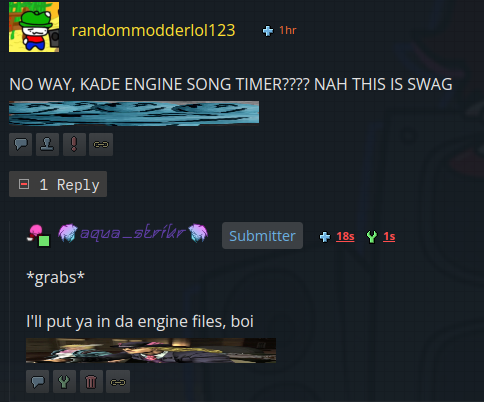 randommodderlol123 1hr
NO WAY, KADE ENGINE SONG TIMER???? NAH THIS IS SWAG
1 Reply
aqua_strikr Submitter 18s 1s
*grabs*
I'll put ya in da engine files, boi